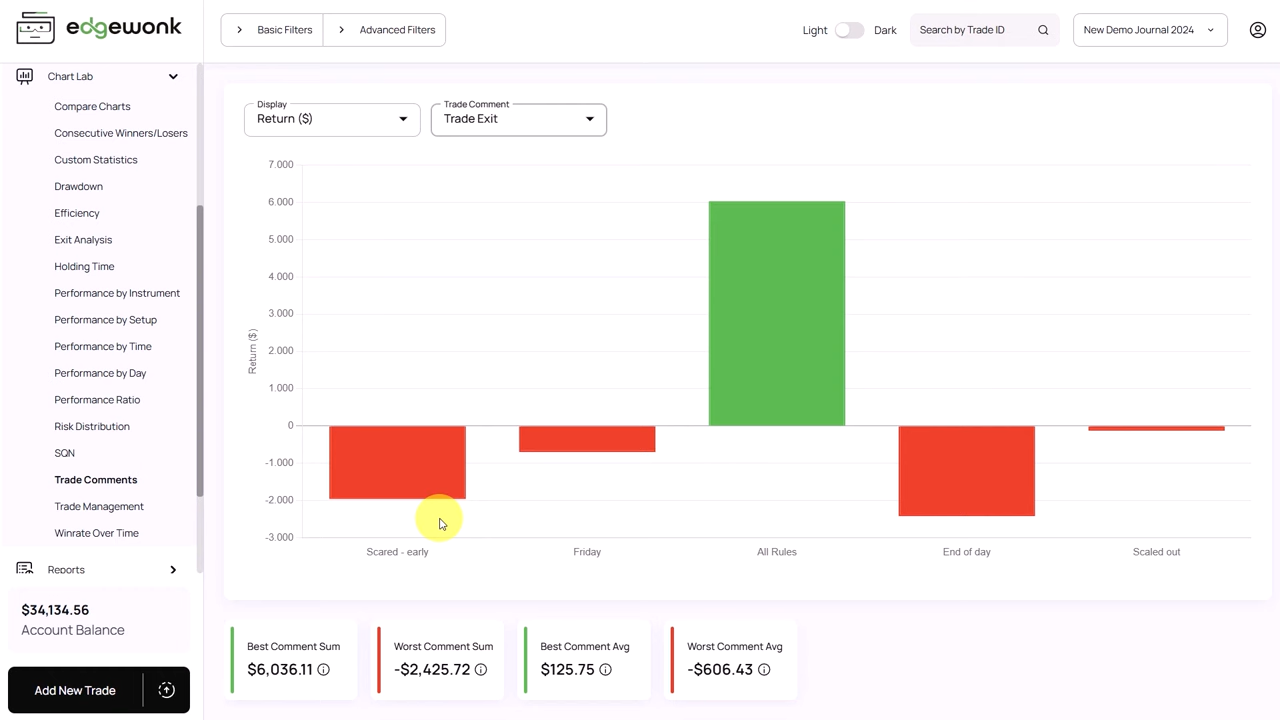 edgewonk
Basic Filters
Advanced Filters
Light
Dark
Search by Trade ID
New Demo Journal 2024
Chart Lab
Compare Charts
Consecutive Winners/Losers
Custom Statistics
Drawdown
Efficiency
Exit Analysis
Holding Time
Performance by Instrument
Performance by Setup
Performance by Time
Performance by Day
Performance Ratio
Risk Distribution
SQN
Trade Comments
Trade Management
Winrate Over Time
Reports
$34,134.56
Account Balance
Add New Trade
Display
Return ($)
Trade Comment
Trade Exit
Return ($)
7.000
6.000
5.000
4.000
3.000
2.000
1.000
0
-1.000
-2.000
-3.000
Scared - early
Friday
All Rules
End of day
Scaled out
Best Comment Sum
$6,036.11
Worst Comment Sum
-$2,425.72
Best Comment Avg
$125.75
Worst Comment Avg
-$606.43